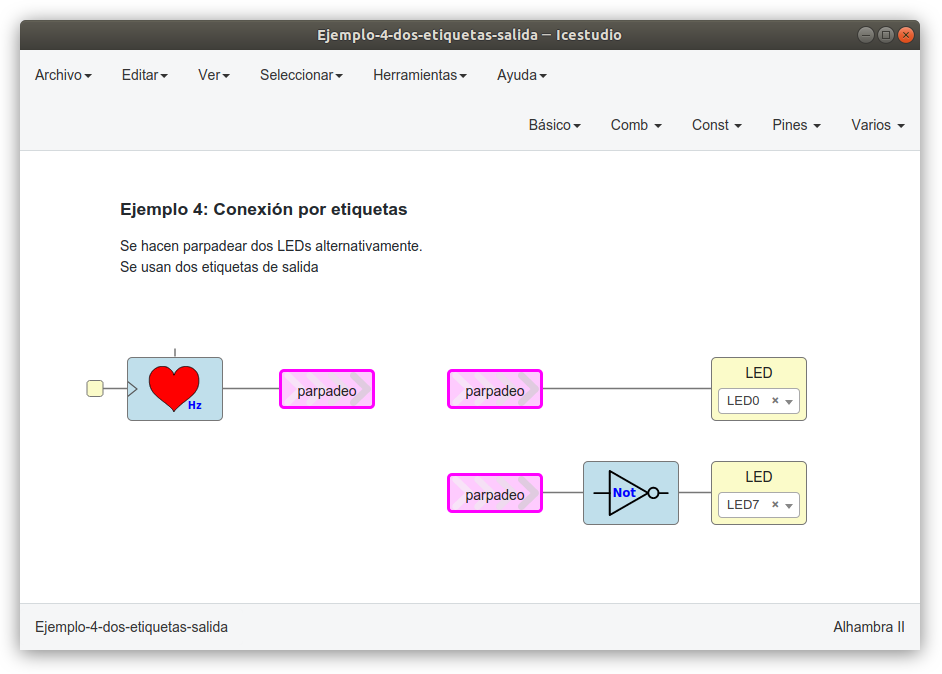 Ejemplo-4-dos-etiquetas-salida – Icestudio
Archivo Editar Ver Seleccionar Herramientas Ayuda
Básico Comb Const Pines Varios
Ejemplo 4: Conexión por etiquetas
Se hacen parpadear dos LEDs alternativamente.
Se usan dos etiquetas de salida
Hz
parpadeo
parpadeo
LED
LED0 ×
parpadeo
Not
LED
LED7 ×
Ejemplo-4-dos-etiquetas-salida
Alhambra II